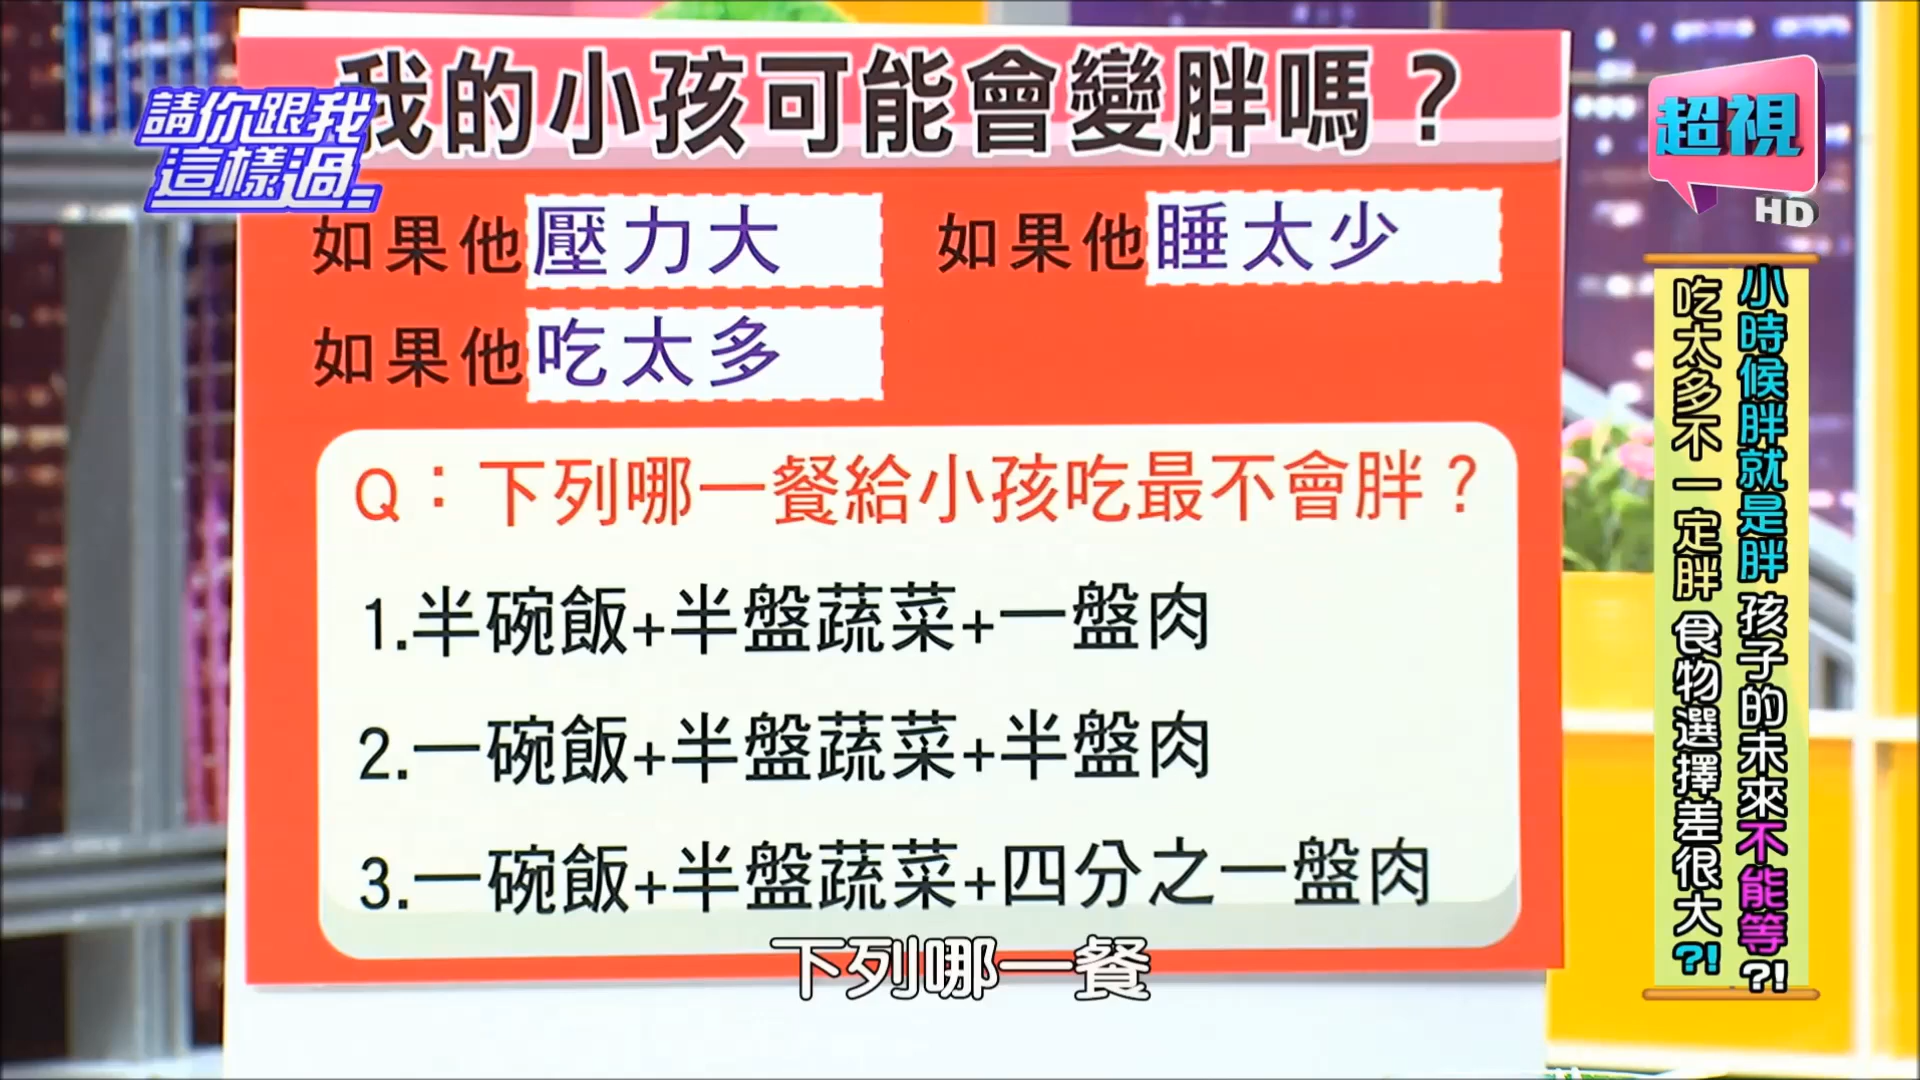 我的小孩可能會變胖嗎？
請你跟我
這樣過
超視
HD
如果他壓力大
如果他睡太少
如果他吃太多
Q：下列哪一餐給小孩吃最不會胖？
1.半碗飯+半盤蔬菜+一盤肉
2.一碗飯+半盤蔬菜+半盤肉
3.一碗飯+半盤蔬菜+四分之一盤肉
小時候胖就是胖 孩子的未來不能等?!
吃太多不一定胖 食物選擇差很大?!
下列哪一餐